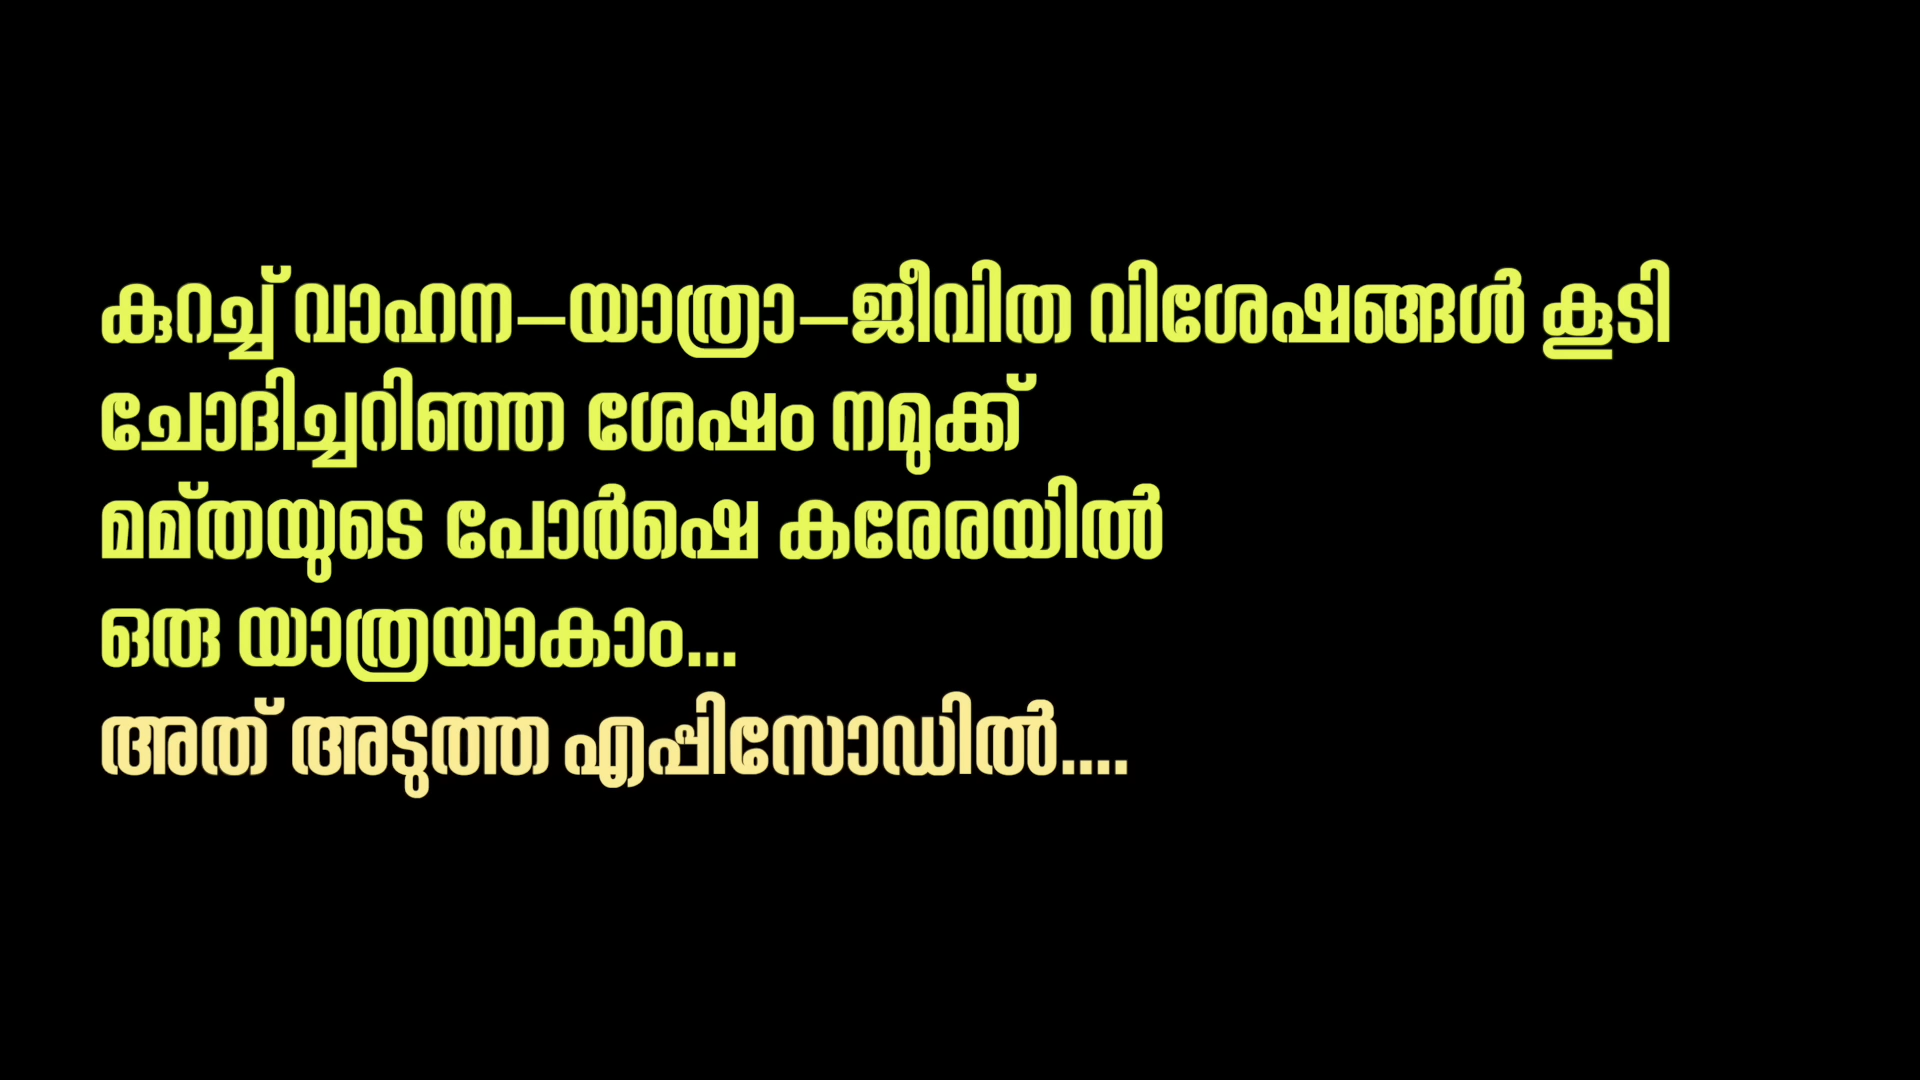 കുറച്ച് വാഹന–യാത്രാ–ജീവിത വിശേഷങ്ങൾ കൂടി
ചോദിച്ചറിഞ്ഞ ശേഷം നമുക്ക്
മമ്തയുടെ പോർഷെ കരേരയിൽ
ഒരു യാത്രയാകാം...
അത് അടുത്ത എപ്പിസോഡിൽ....